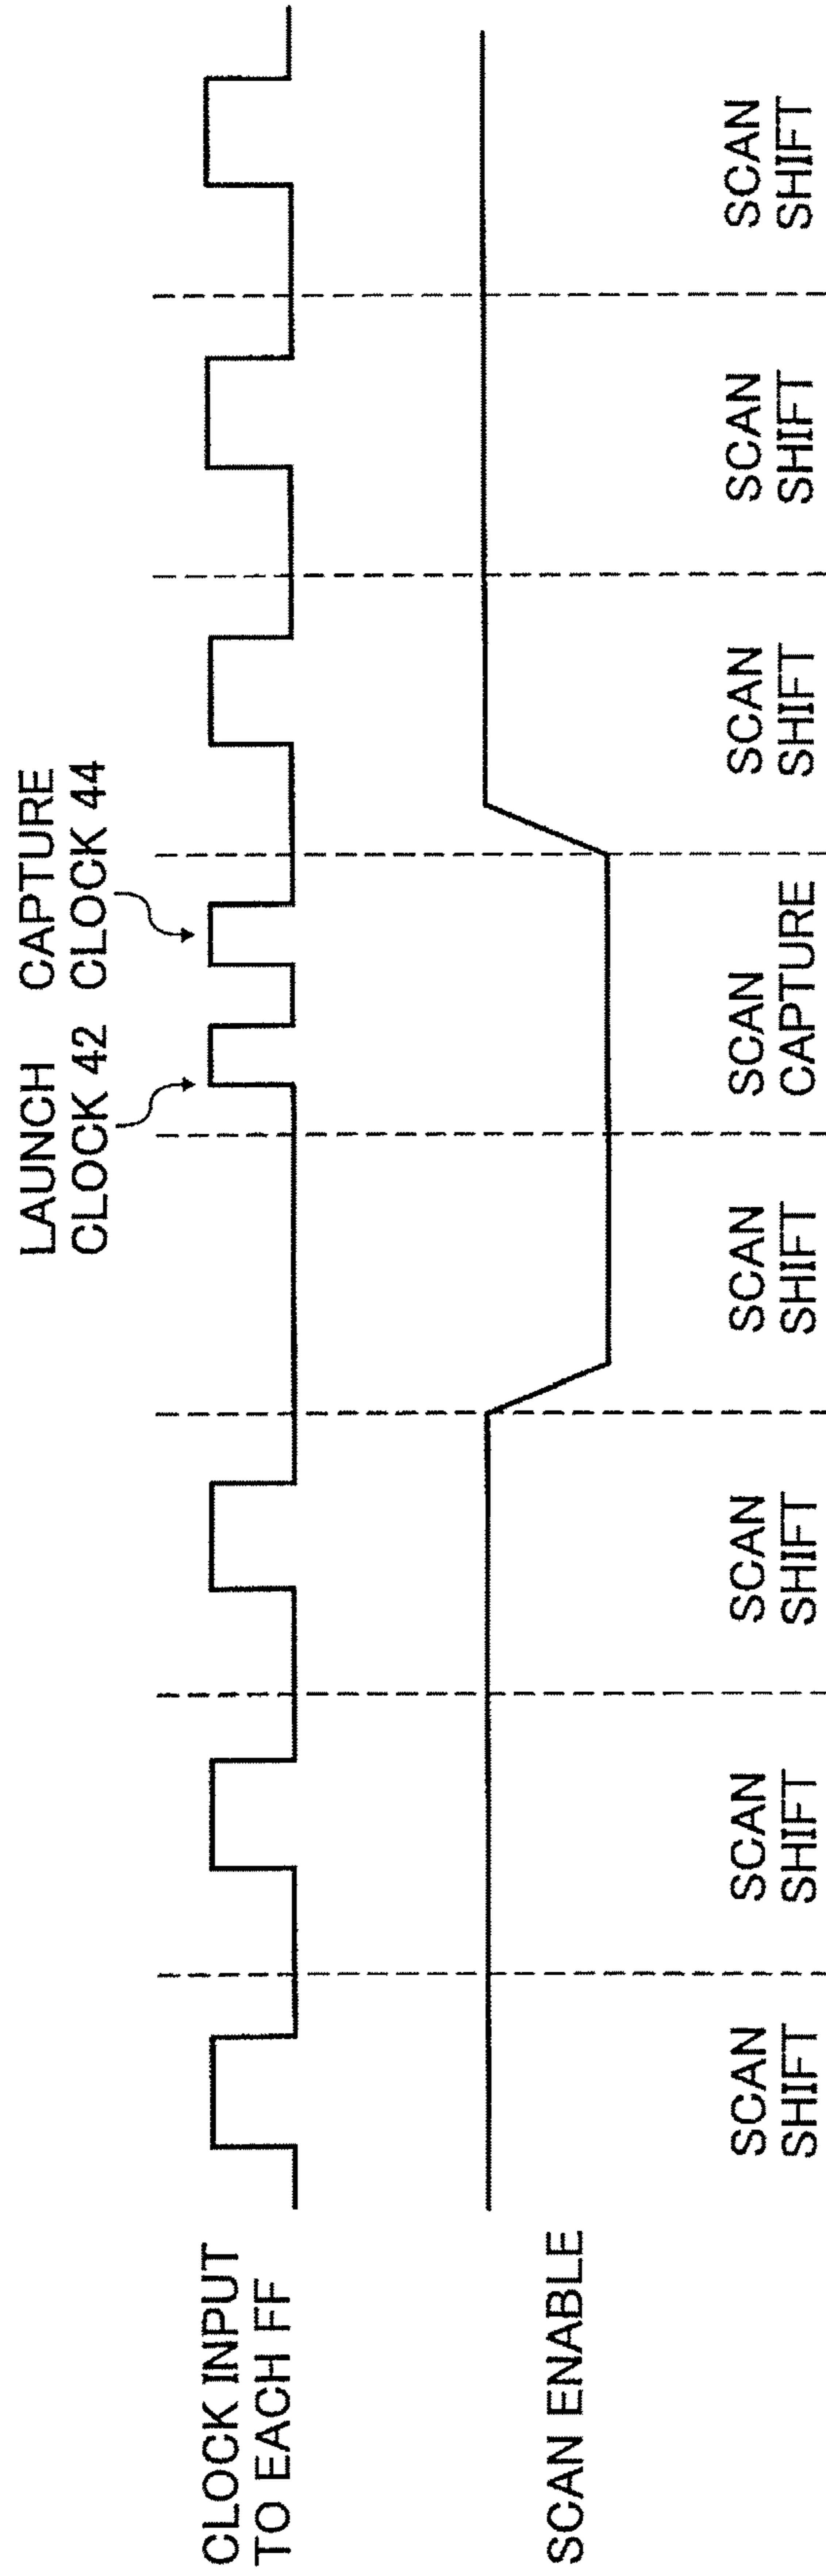 LAUNCH
CLOCK 42
CAPTURE
CLOCK 44
CLOCK INPUT
TO EACH FF
SCAN ENABLE
SCAN
SHIFT
SCAN
SHIFT
SCAN
SHIFT
SCAN
SHIFT
SCAN
CAPTURE
SCAN
SHIFT
SCAN
SHIFT
SCAN
SHIFT